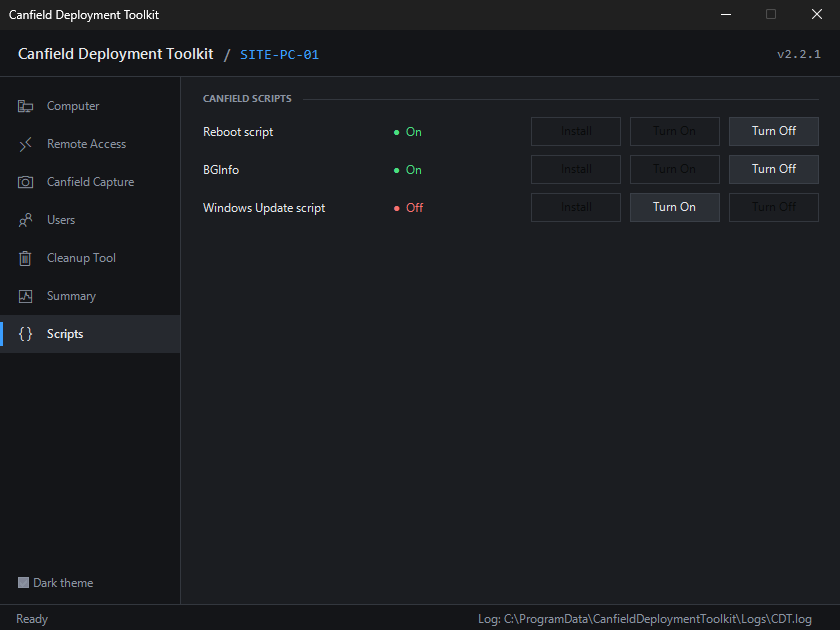 Canfield Deployment Toolkit
Canfield Deployment Toolkit / SITE-PC-01 v2.2.1
Computer
Remote Access
Canfield Capture
Users
Cleanup Tool
Summary
{} Scripts
Dark theme
CANFIELD SCRIPTS
Reboot script On Install Turn On Turn Off
BGInfo On Install Turn On Turn Off
Windows Update script Off Install Turn On Turn Off
Ready Log: C:\ProgramData\CanfieldDeploymentToolkit\Logs\CDT.log